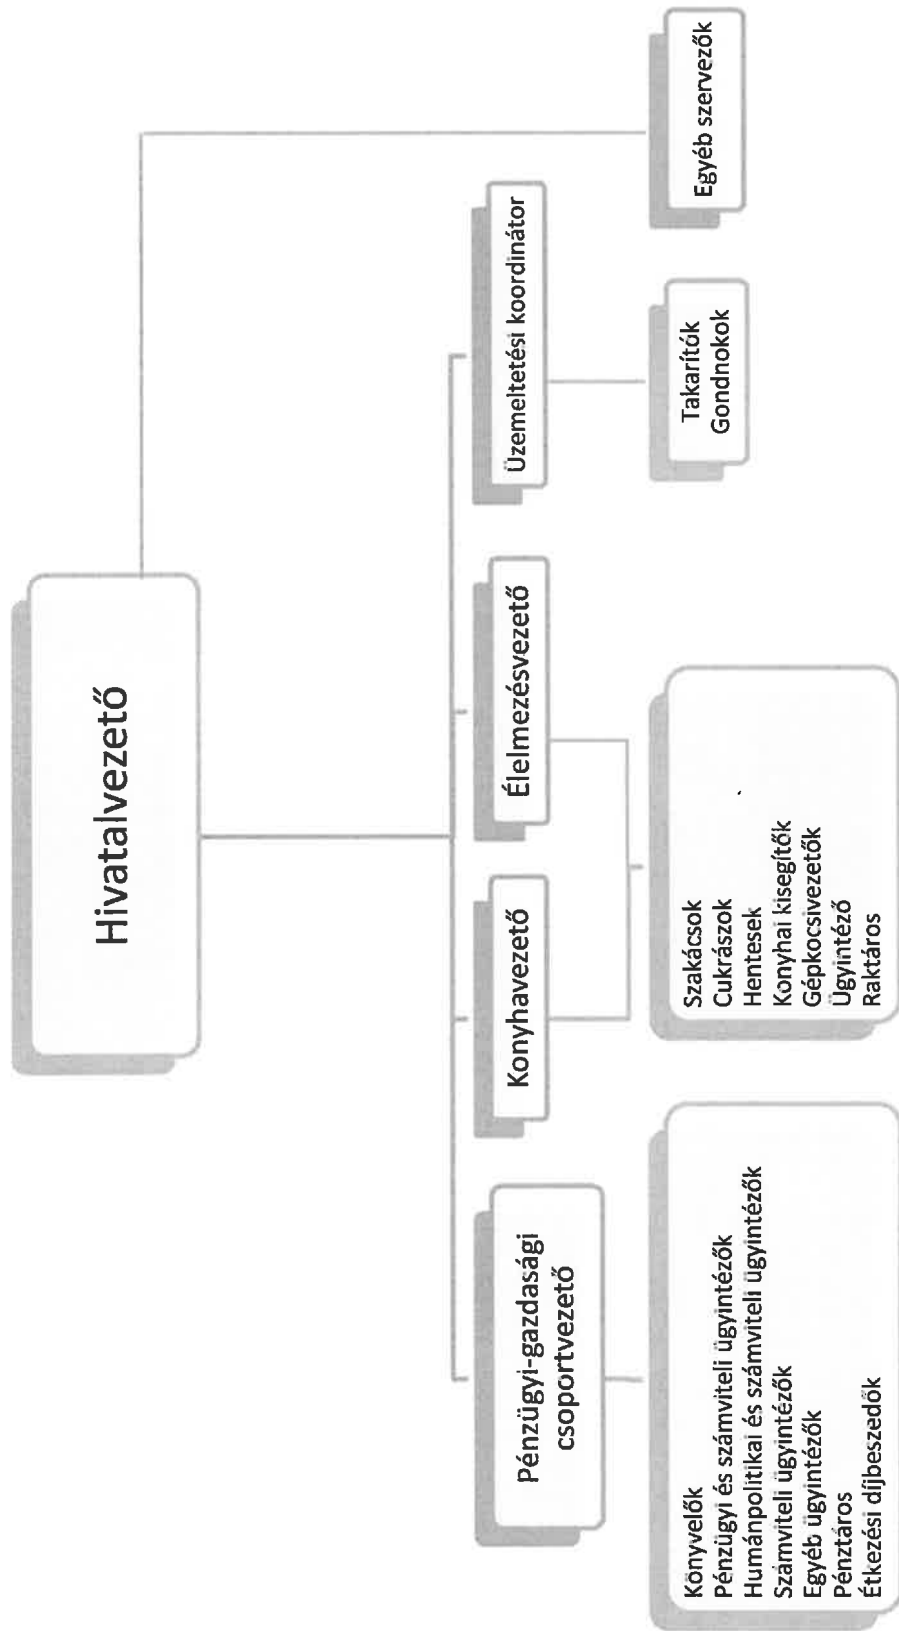 Hivatalvezető
Pénzügyi-gazdasági
csoportvezető
Konyhavezető
Élelmezésvezető
Üzemeltetési koordinátor
Könyvelők
Pénzügyi és számviteli ügyintézők
Humánpolitikai és számviteli ügyintézők
Számviteli ügyintézők
Egyéb ügyintézők
Pénztáros
Étkezési díjbeszedők
Szakácsok
Cukrászok
Hentesek
Konyhai kisegítők
Gépkocsivezetők
Ügyintéző
Raktáros
Takarítók
Gondnokok
Egyéb szervezők